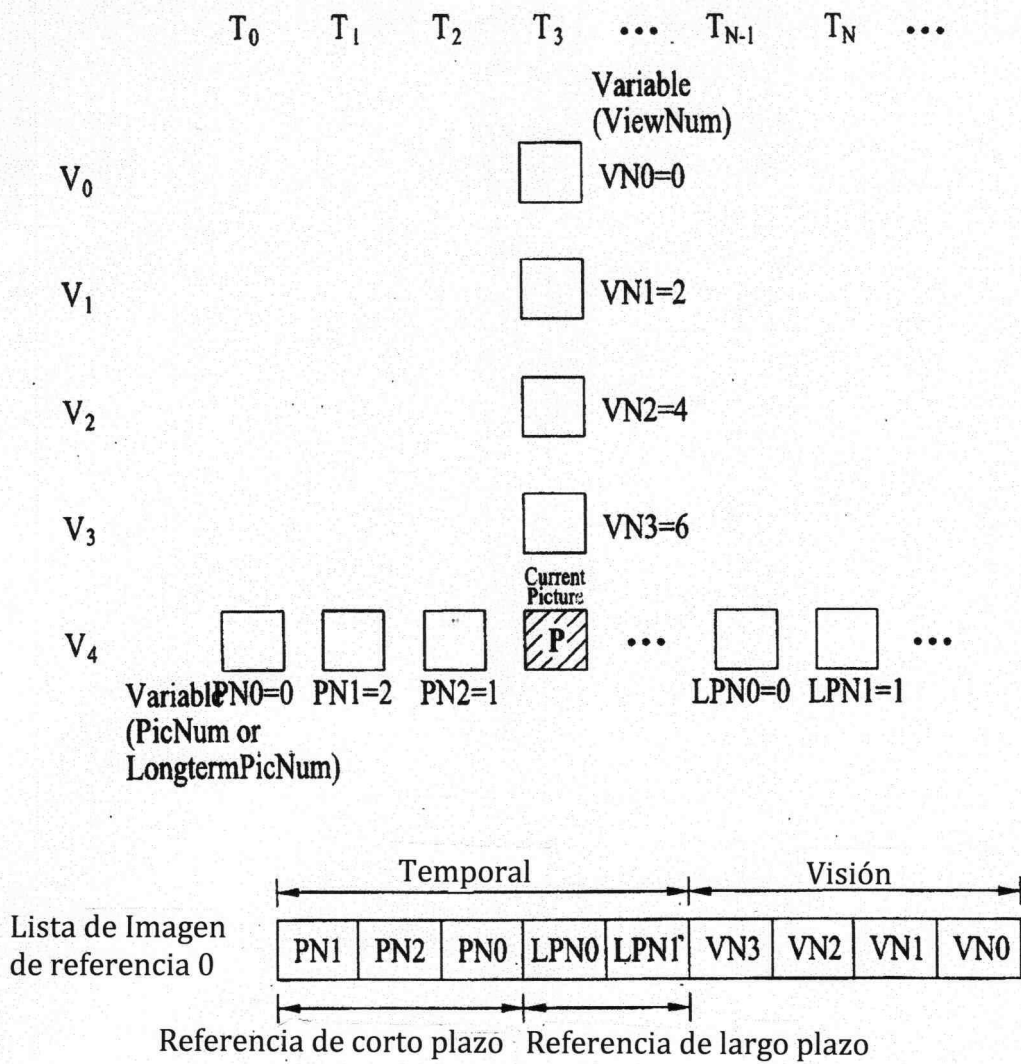 T0 T1 T2 T3 ••• TN-1 TN •••
Variable
(ViewNum)
V0 VN0=0
V1 VN1=2
V2 VN2=4
V3 VN3=6
Current
Picture
V4 P ••• •••
Variable PN0=0 PN1=2 PN2=1 LPN0=0 LPN1=1
(PicNum or
LongtermPicNum)
Temporal Visión
Lista de Imagen
de referencia 0
PN1 PN2 PN0 LPN0 LPN1 VN3 VN2 VN1 VN0
Referencia de corto plazo Referencia de largo plazo